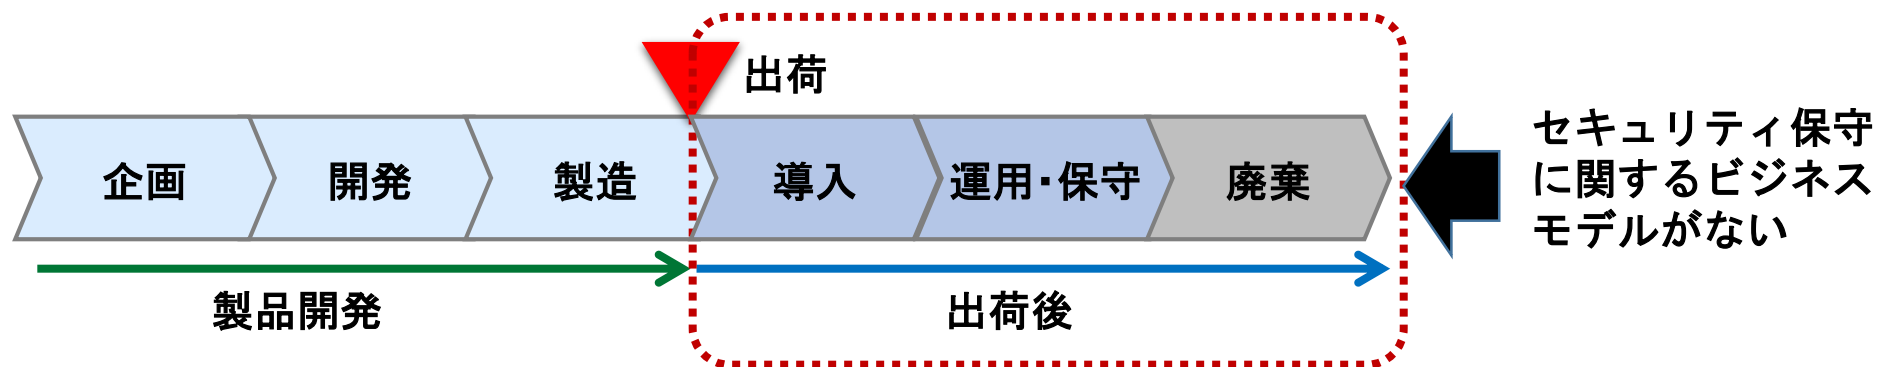 出荷
企画
開発
製造
導入
運用・保守
廃棄
製品開発
出荷後
セキュリティ保守
に関するビジネス
モデルがない